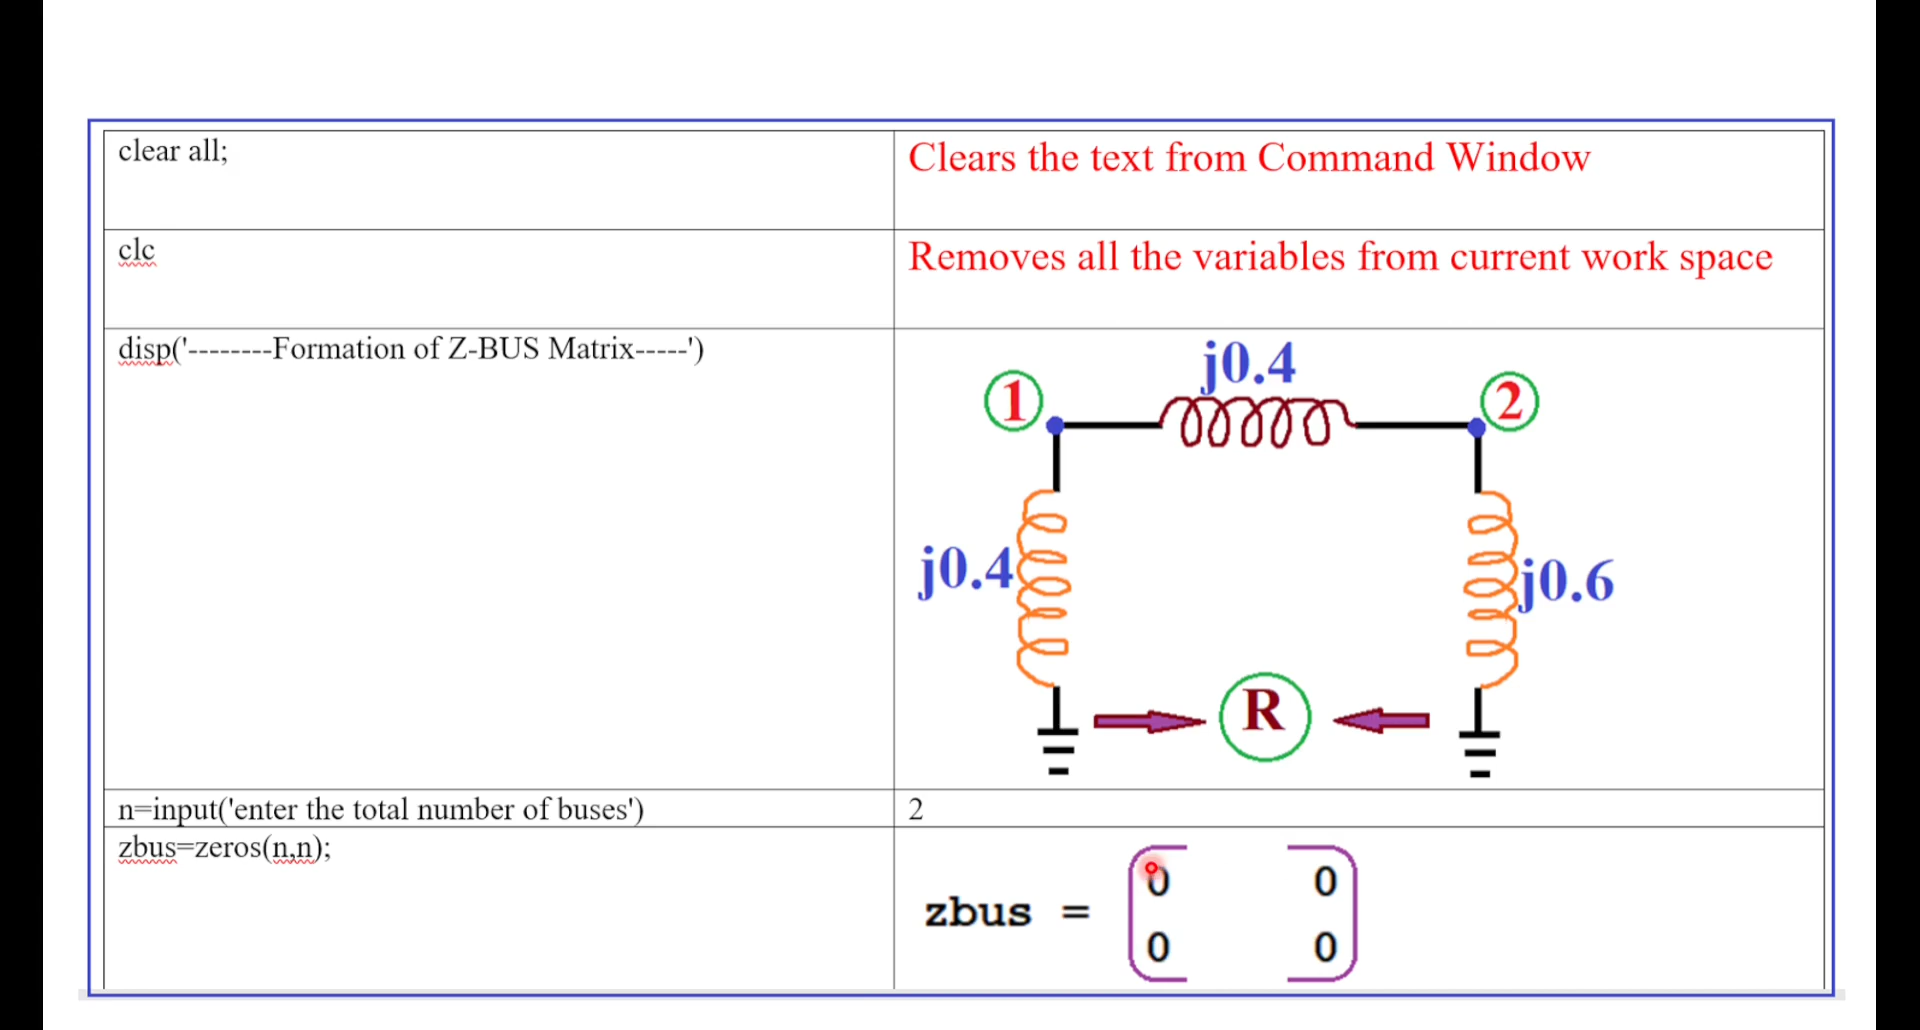 clear all;
Clears the text from Command Window
clc
Removes all the variables from current work space
disp('--------Formation of Z-BUS Matrix-----')
j0.4
1
2
j0.4
j0.6
R
n=input('enter the total number of buses')
2
zbus=zeros(n,n);
zbus =
0 0
0 0